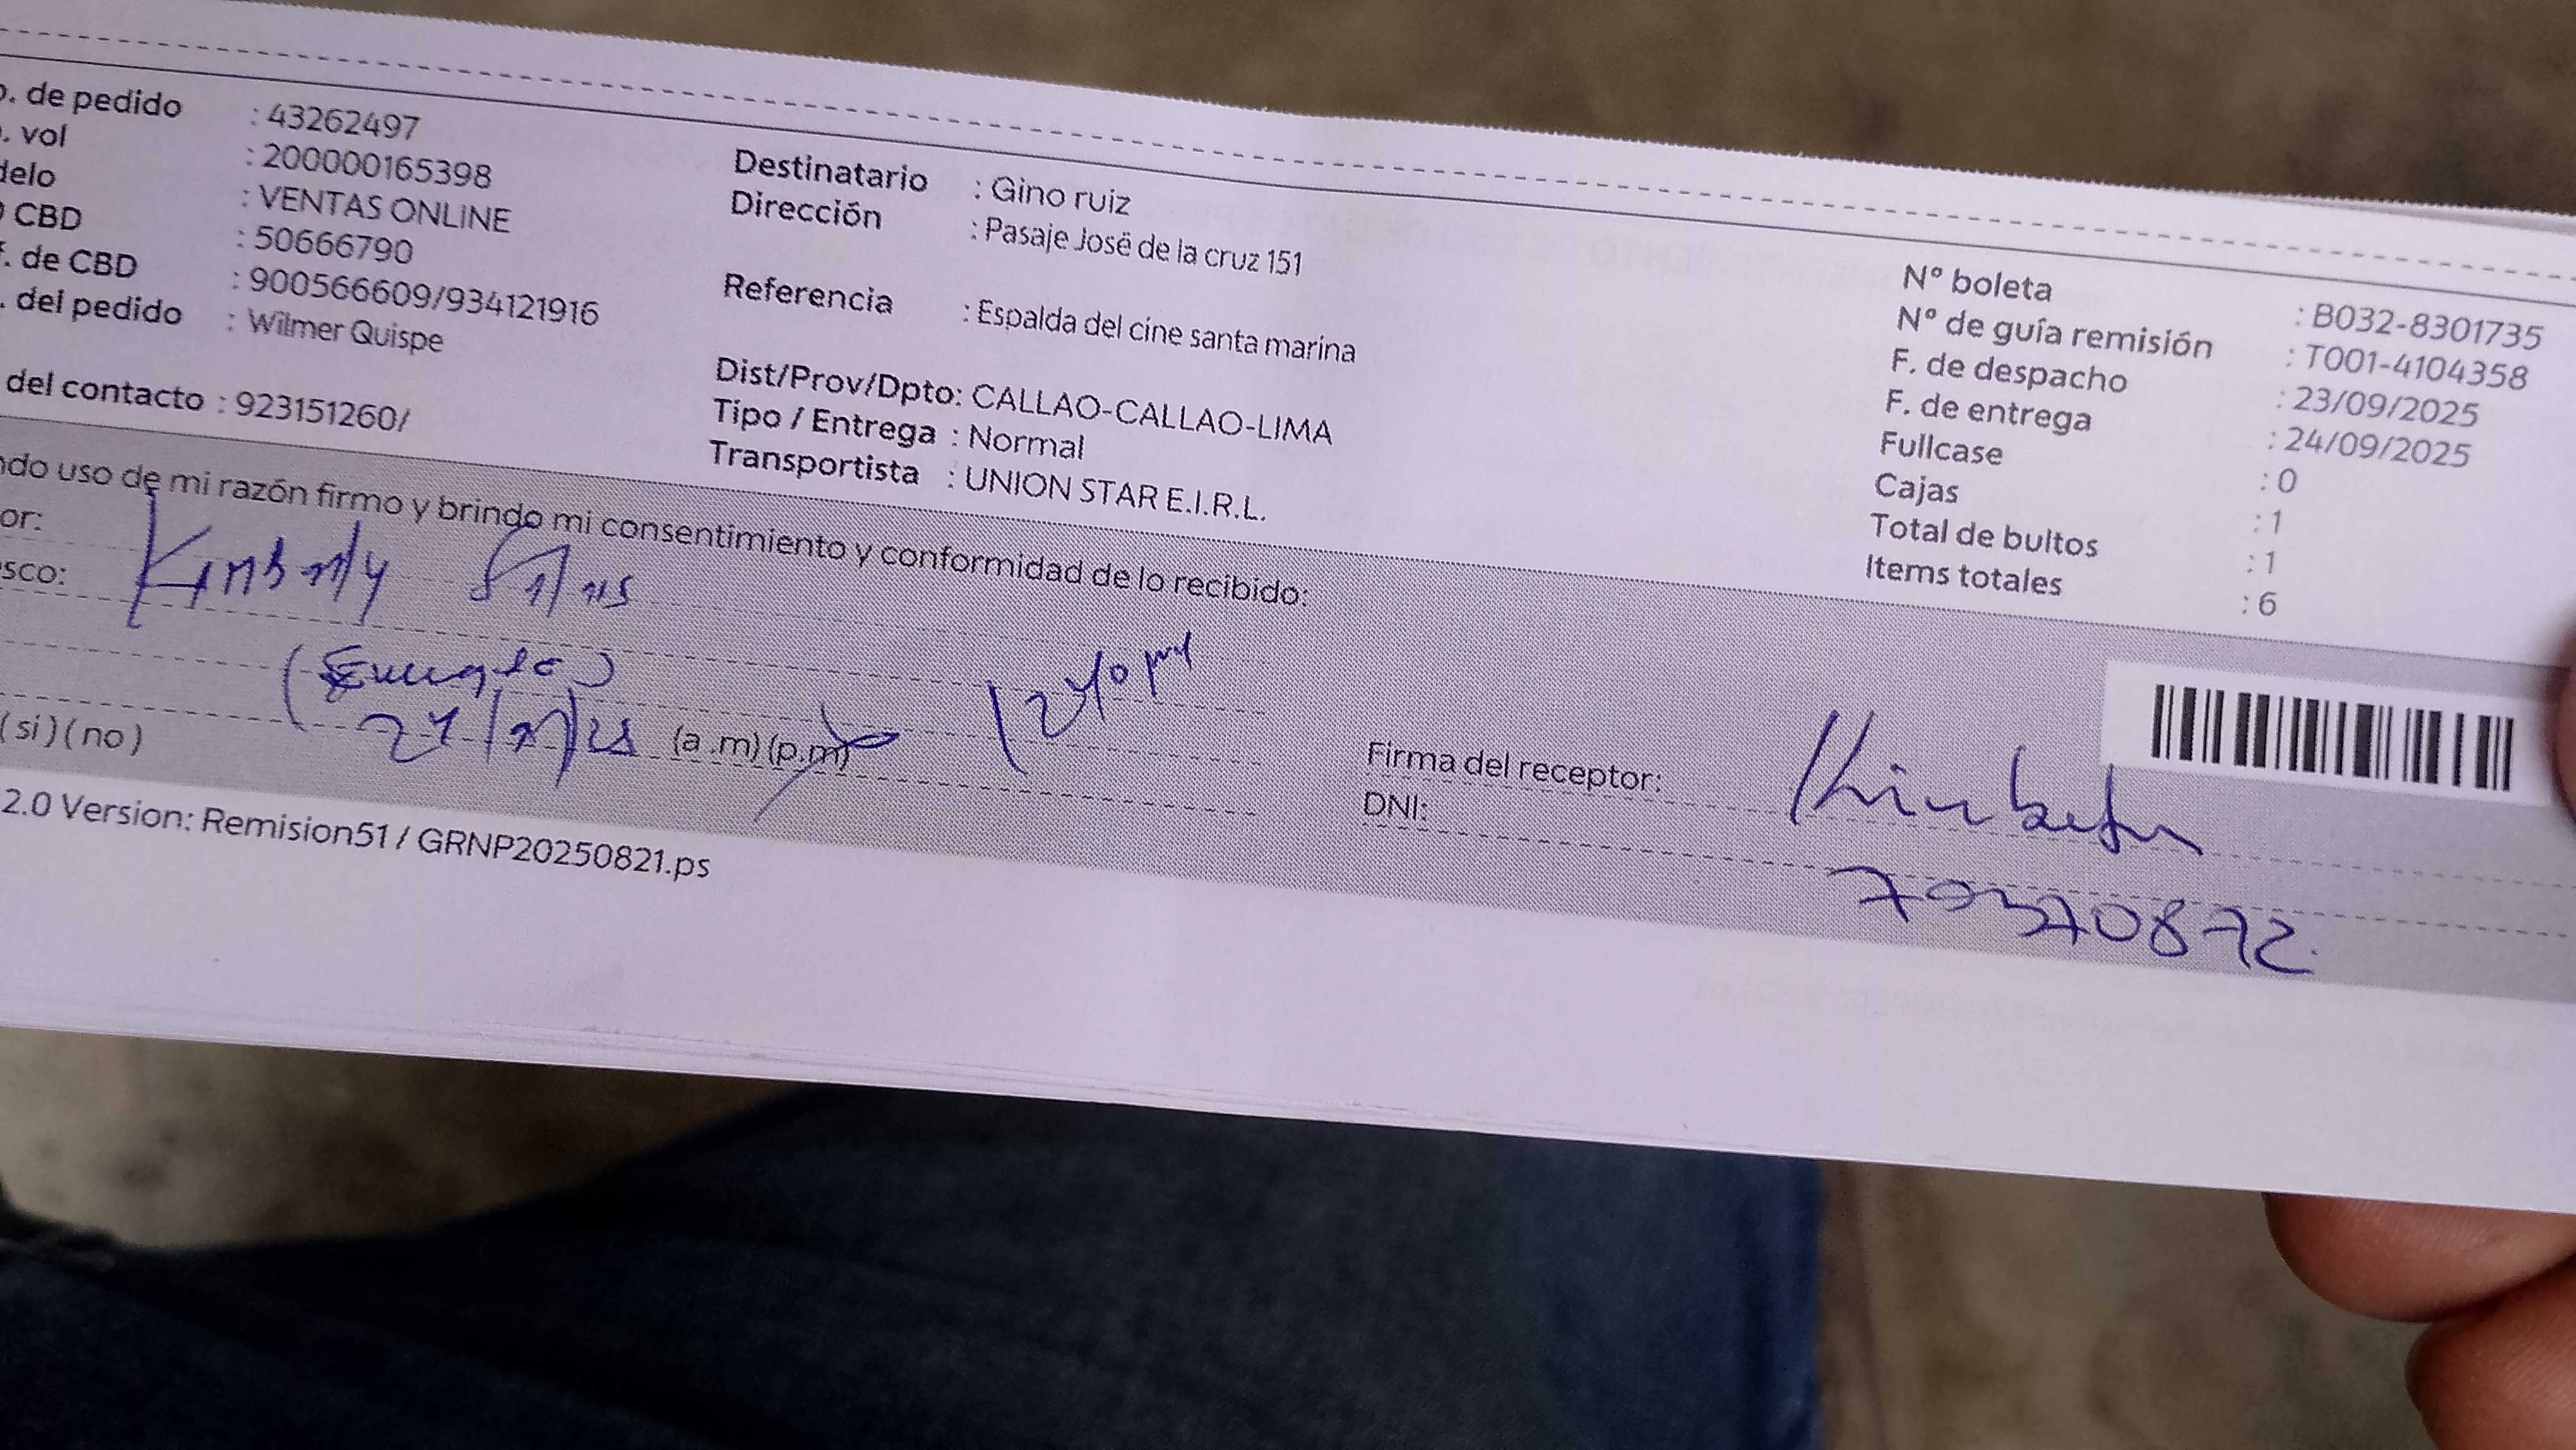 o. de pedido : 43262497
. vol : 200000165398
delo : VENTAS ONLINE
CBD : 50666790
f. de CBD : 900566609/934121916
. del pedido : Wilmer Quispe
del contacto : 923151260/
Destinatario : Gino ruiz
Dirección : Pasaje José de la cruz 151
Referencia : Espalda del cine santa marina
Dist/Prov/Dpto: CALLAO-CALLAO-LIMA
Tipo / Entrega : Normal
Transportista : UNION STAR E.I.R.L.
Nº boleta : B032-8301735
Nº de guía remisión : T001-4104358
F. de despacho : 23/09/2025
F. de entrega : 24/09/2025
Fullcase : 0
Cajas : 1
Total de bultos : 1
Items totales : 6
ndo uso de mi razón firmo y brindo mi consentimiento y conformidad de lo recibido:
or:
sco:
(si) (no)
(a .m) (p.m)
Firma del receptor:
DNI:
2.0 Version: Remision51 / GRNP20250821.ps